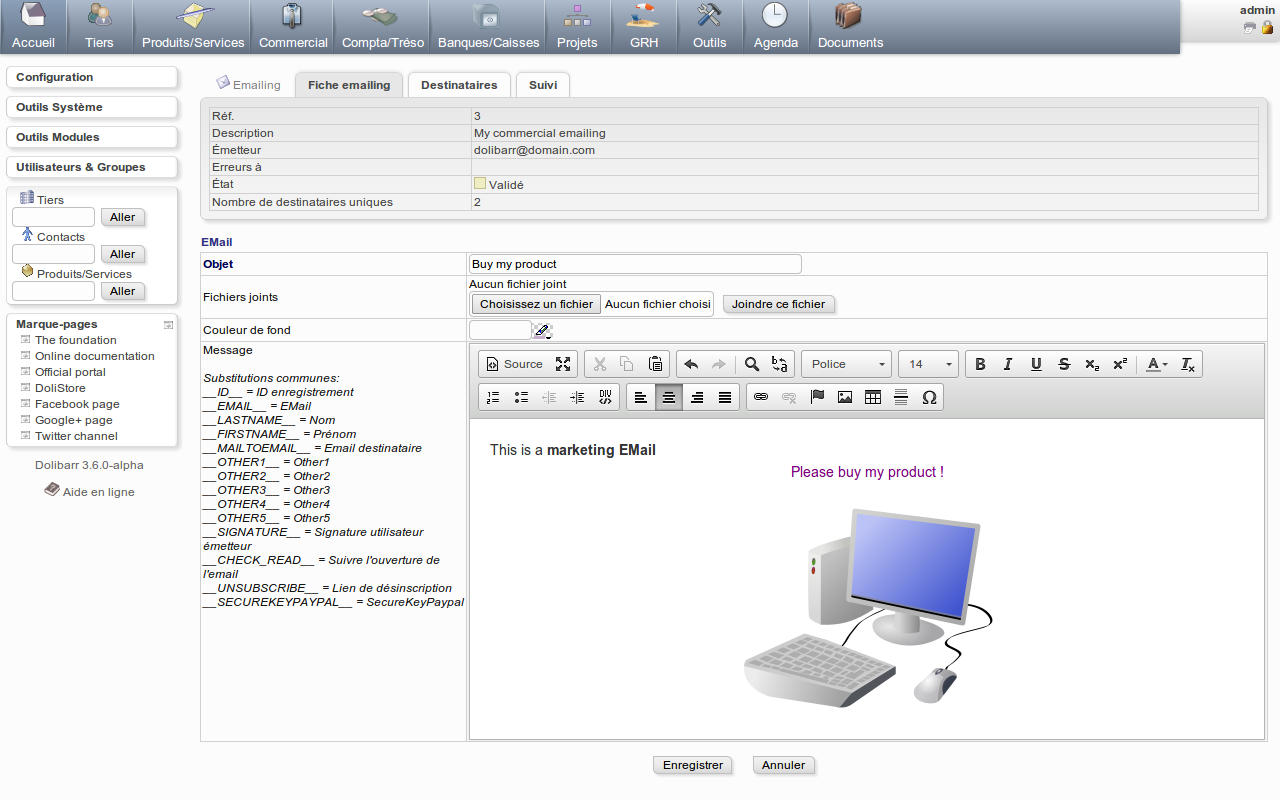 Accueil Tiers Produits/Services Commercial Compta/Tréso Banques/Caisses Projets GRH Outils Agenda Documents
admin
Configuration
Outils Système
Outils Modules
Utilisateurs & Groupes
Tiers
Aller
Contacts
Aller
Produits/Services
Aller
Marque-pages
The foundation
Online documentation
Official portal
DoliStore
Facebook page
Google+ page
Twitter channel
Dolibarr 3.6.0-alpha
Aide en ligne
Emailing Fiche emailing Destinataires Suivi
Réf. 3
Description My commercial emailing
Émetteur dolibarr@domain.com
Erreurs à
État Validé
Nombre de destinataires uniques 2
EMail
Objet Buy my product
Fichiers joints
Aucun fichier joint
Choisissez un fichier Aucun fichier choisi Joindre ce fichier
Couleur de fond
Message
Substitutions communes:
__ID__ = ID enregistrement
__EMAIL__ = EMail
__LASTNAME__ = Nom
__FIRSTNAME__ = Prénom
__MAILTOEMAIL__ = Email destinataire
__OTHER1__ = Other1
__OTHER2__ = Other2
__OTHER3__ = Other3
__OTHER4__ = Other4
__OTHER5__ = Other5
__SIGNATURE__ = Signature utilisateur
émetteur
__CHECK_READ__ = Suivre l'ouverture de
l'email
__UNSUBSCRIBE__ = Lien de désinscription
__SECUREKEYPAYPAL__ = SecureKeyPaypal
Source Police 14 B I U S x₂ x² A Tx
DIV Ω
This is a marketing EMail
Please buy my product !
Enregistrer Annuler